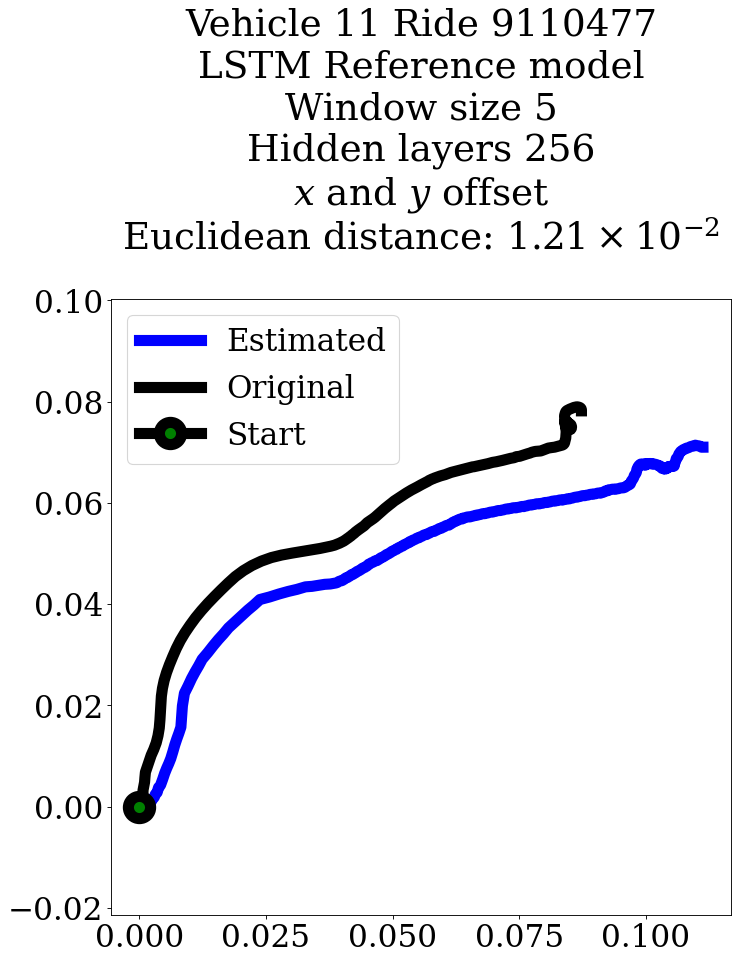 Vehicle 11 Ride 9110477
LSTM Reference model
Window size 5
Hidden layers 256
x and y offset
Euclidean distance: 1.21 × 10⁻²
0.10
0.08
0.06
0.04
0.02
0.00
−0.02
Estimated
Original
Start
0.000 0.025 0.050 0.075 0.100